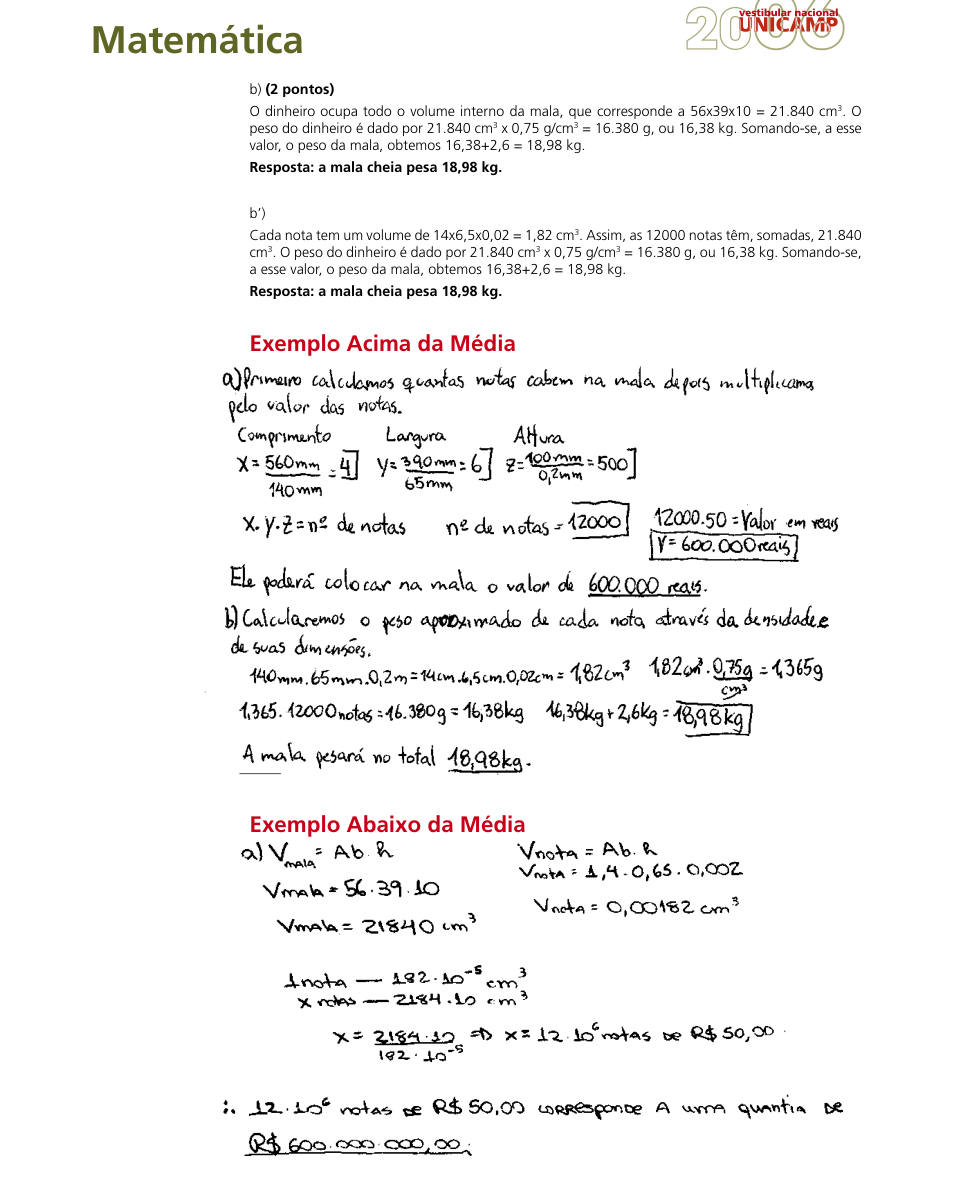 Matemática
2006
vestibular nacional
UNICAMP
b) (2 pontos)
O dinheiro ocupa todo o volume interno da mala, que corresponde a 56x39x10 = 21.840 cm³. O
peso do dinheiro é dado por 21.840 cm³ x 0,75 g/cm³ = 16.380 g, ou 16,38 kg. Somando-se, a esse
valor, o peso da mala, obtemos 16,38+2,6 = 18,98 kg.
Resposta: a mala cheia pesa 18,98 kg.
b’)
Cada nota tem um volume de 14x6,5x0,02 = 1,82 cm³. Assim, as 12000 notas têm, somadas, 21.840
cm³. O peso do dinheiro é dado por 21.840 cm³ x 0,75 g/cm³ = 16.380 g, ou 16,38 kg. Somando-se,
a esse valor, o peso da mala, obtemos 16,38+2,6 = 18,98 kg.
Resposta: a mala cheia pesa 18,98 kg.
Exemplo Acima da Média
a) Primeiro calculamos quantas notas cabem na mala depois multiplicamos
pelo valor das notas.
Comprimento Largura Altura
X = 560mm/140mm = 4 Y = 390mm/65mm = 6 Z = 100mm/0,2mm = 500
X.Y.Z = nº de notas nº de notas = 12000 12000.50 = Valor em reais
V = 600.000 reais
Ele poderá colocar na mala o valor de 600.000 reais.
b) Calcularemos o peso aproximado de cada nota através da densidade e
de suas dimensões.
140mm.65mm.0,2m = 14cm.6,5cm.0,02cm = 1,82cm³ 1,82cm³.0,75g/cm³ = 1,365g
1,365.12000notas = 16.380g = 16,38kg 16,38kg + 2,6kg = 18,98kg
A mala pesará no total 18,98kg.
Exemplo Abaixo da Média
a) Vmala = Ab.h Vnota = Ab.h
Vnota = 1,4.0,65.0,002
Vmala = 56.39.10
Vnota = 0,00182 cm³
Vmala = 21840 cm³
1 nota — 182.10⁻⁵ cm³
x notas — 2184.10 cm³
x = 2184.10/182.10⁻⁵ ⇒ x = 12.10⁶ notas de R$ 50,00.
∴ 12.10⁶ notas de R$ 50,00 corresponde a uma quantia de
R$ 600.000.000,00.